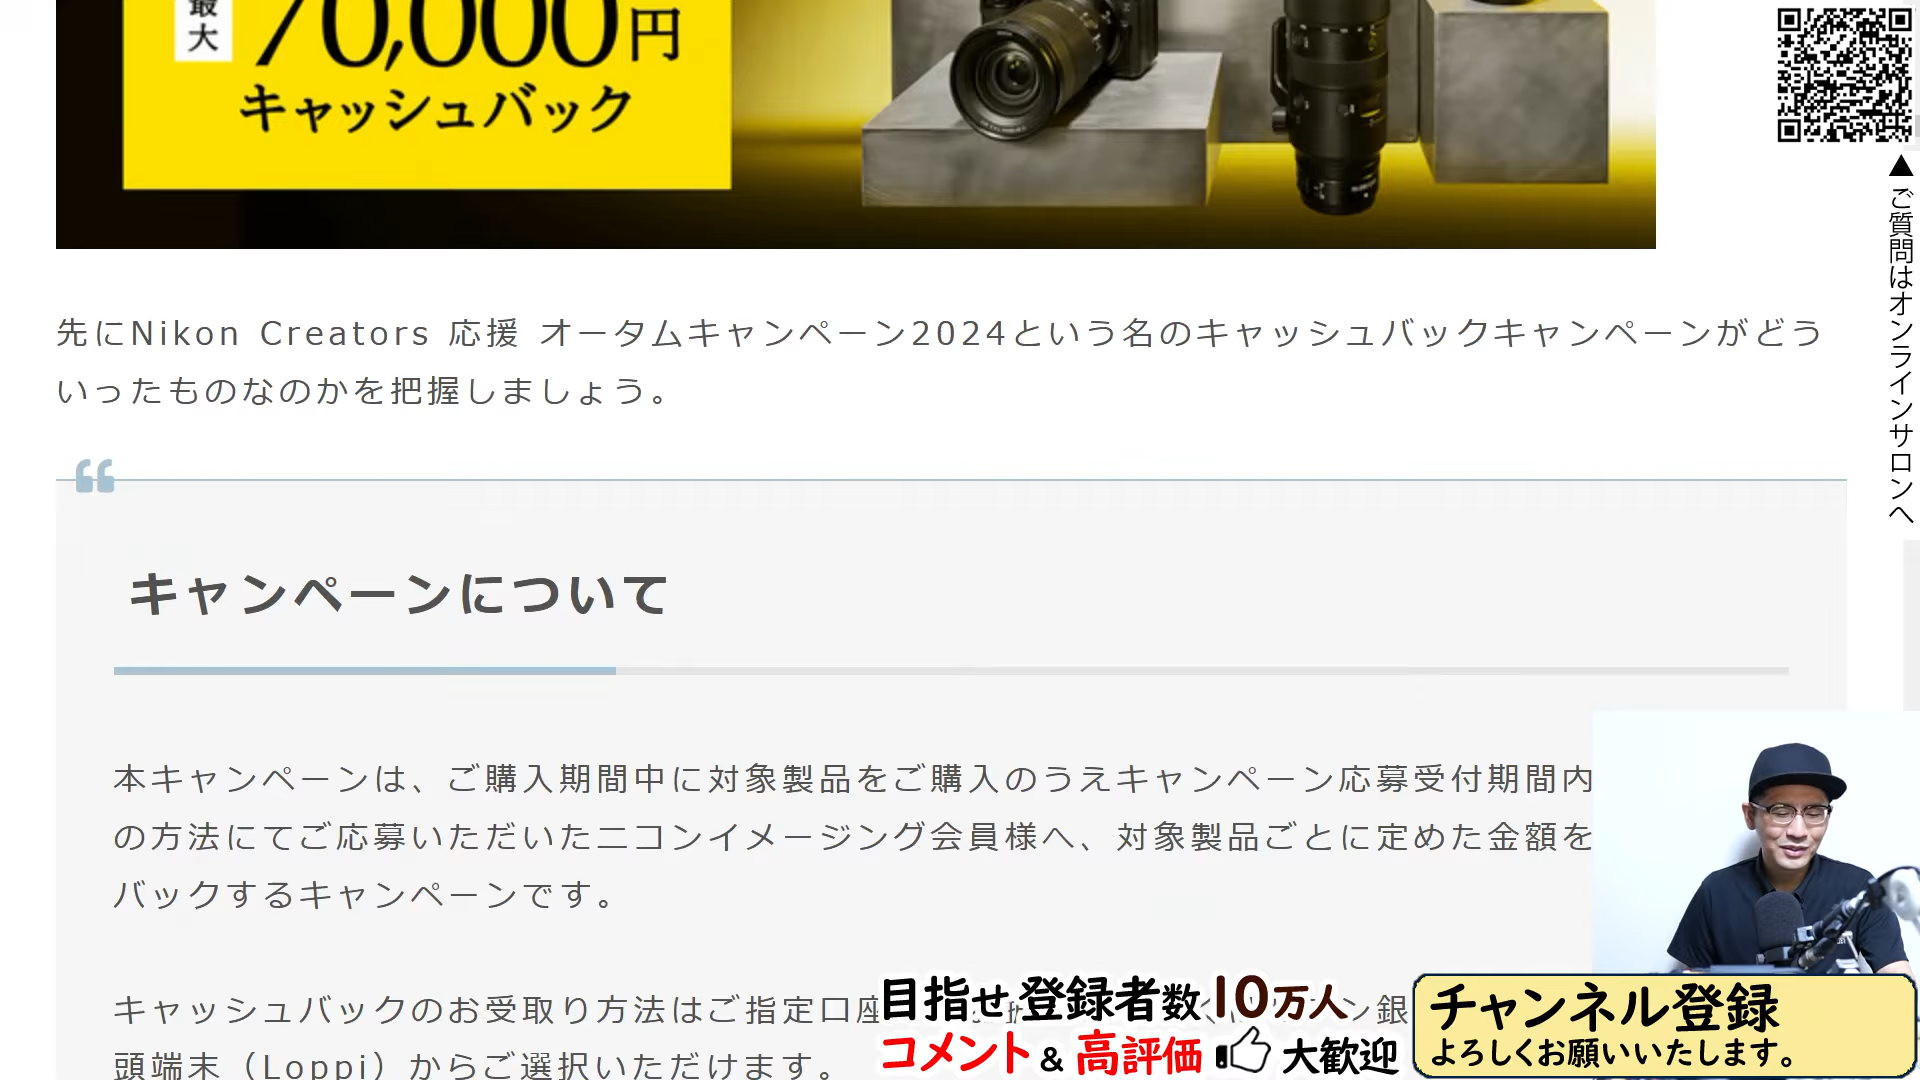 最大
70,000円
キャッシュバック
先にNikon Creators 応援 オータムキャンペーン2024という名のキャッシュバックキャンペーンがどう
いったものなのかを把握しましょう。
キャンペーンについて
本キャンペーンは、ご購入期間中に対象製品をご購入のうえキャンペーン応募受付期間内
の方法にてご応募いただいたニコンイメージング会員様へ、対象製品ごとに定めた金額を
バックするキャンペーンです。
キャッシュバックのお受取り方法はご指定口座
ン銀
頭端末（Loppi）からご選択いただけます。
▲ご質問はオンラインサロンへ
目指せ登録者数10万人
コメント&高評価 大歓迎
チャンネル登録
よろしくお願いいたします。